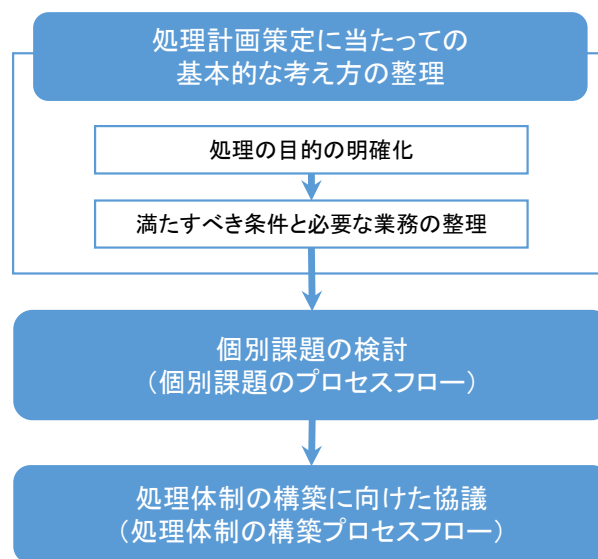 処理計画策定に当たっての
基本的な考え方の整理
処理の目的の明確化
満たすべき条件と必要な業務の整理
個別課題の検討
（個別課題のプロセスフロー）
処理体制の構築に向けた協議
（処理体制の構築プロセスフロー）